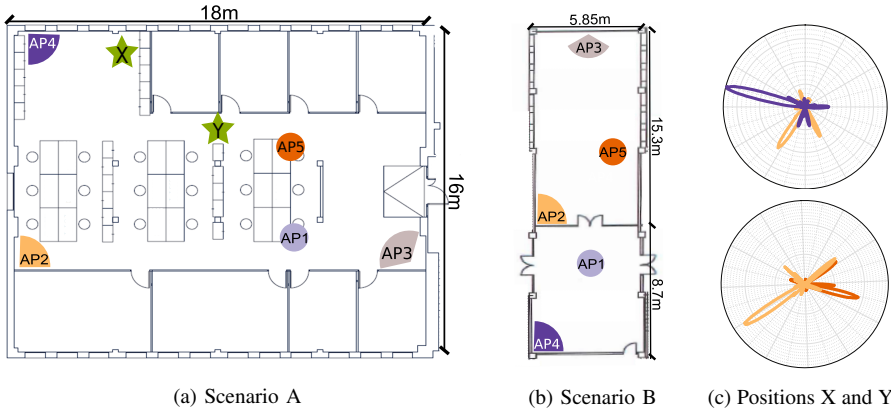 18m
AP4
X
Y
AP5
16m
AP1
AP2
AP3
(a) Scenario A
5.85m
AP3
15.3m
AP5
AP2
AP1
8.7m
AP4
(b) Scenario B
(c) Positions X and Y